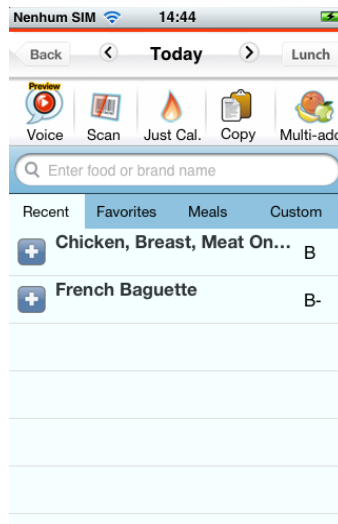 Nenhum SIM 14:44
Back Today Lunch
Preview
Voice Scan Just Cal. Copy Multi-add
Enter food or brand name
Recent Favorites Meals Custom
Chicken, Breast, Meat On... B
French Baguette B-